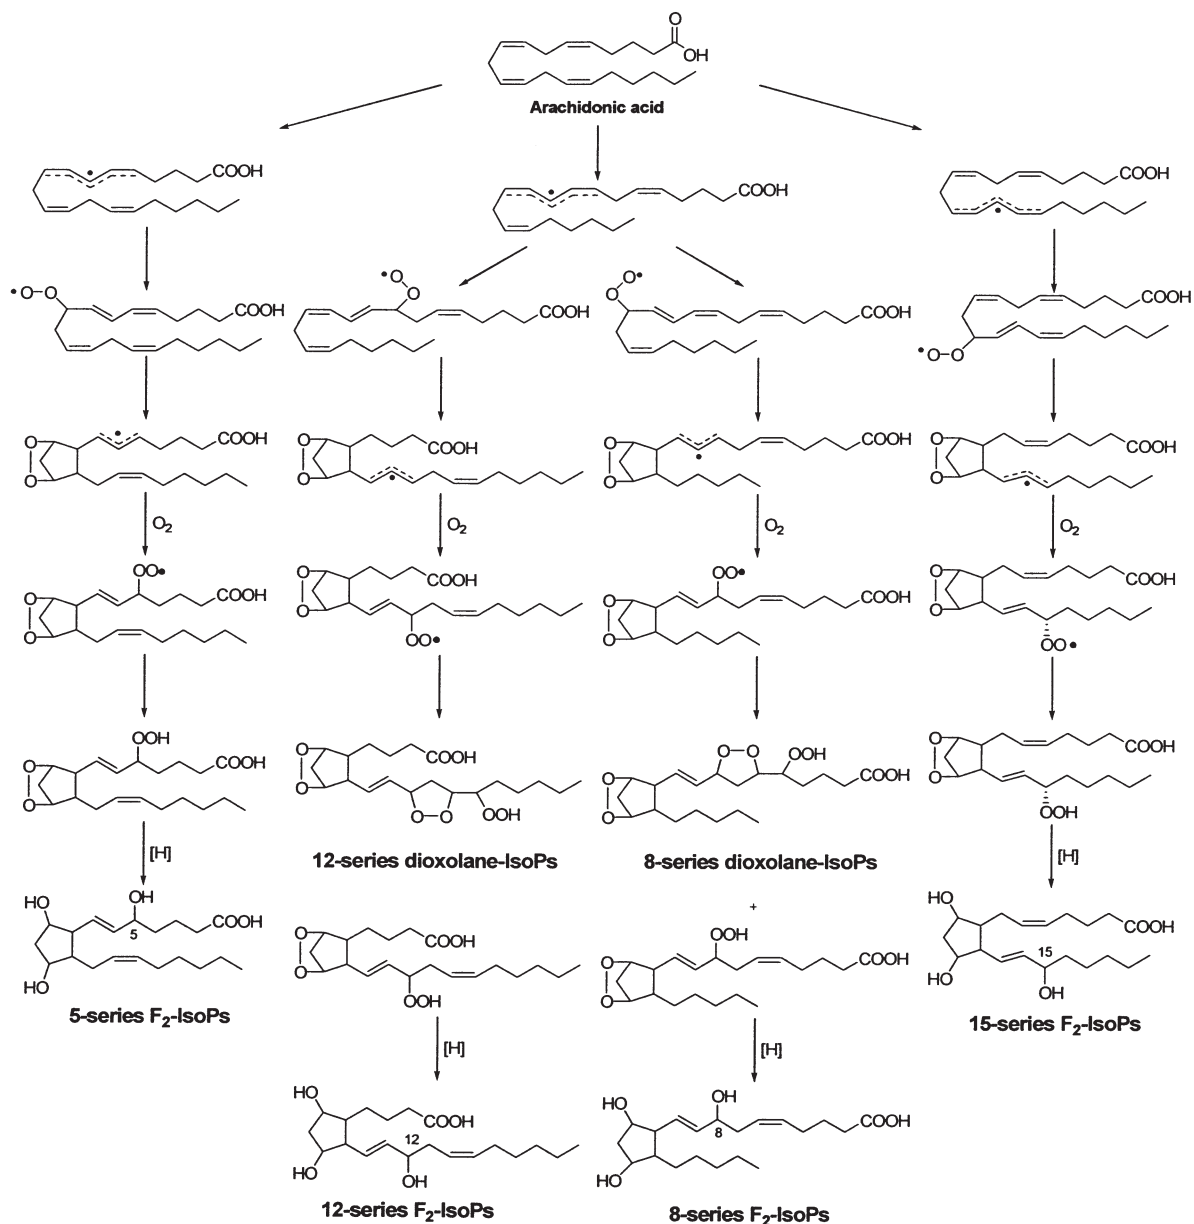 O
OH
Arachidonic acid
COOH
COOH
COOH
•O-O
COOH
•O
O
COOH
O•
O
COOH
COOH
•O-O
O
O
COOH
O
O
COOH
O
O
COOH
O
O
COOH
O2
O2
O2
O2
OO•
O
O
COOH
O
O
COOH
OO•
OO•
O
O
COOH
O
O
COOH
OO•
OOH
O
O
COOH
O
O
COOH
O-O
OOH
O-O
OOH
O
O
COOH
O
O
COOH
OOH
[H]
12-series dioxolane-IsoPs
8-series dioxolane-IsoPs
[H]
HO
OH
5
COOH
HO
5-series F2-IsoPs
O
O
COOH
OOH
+
OOH
O
O
COOH
HO
COOH
15
HO
OH
15-series F2-IsoPs
[H]
[H]
HO
COOH
12
HO
OH
12-series F2-IsoPs
HO
OH
8
COOH
HO
8-series F2-IsoPs